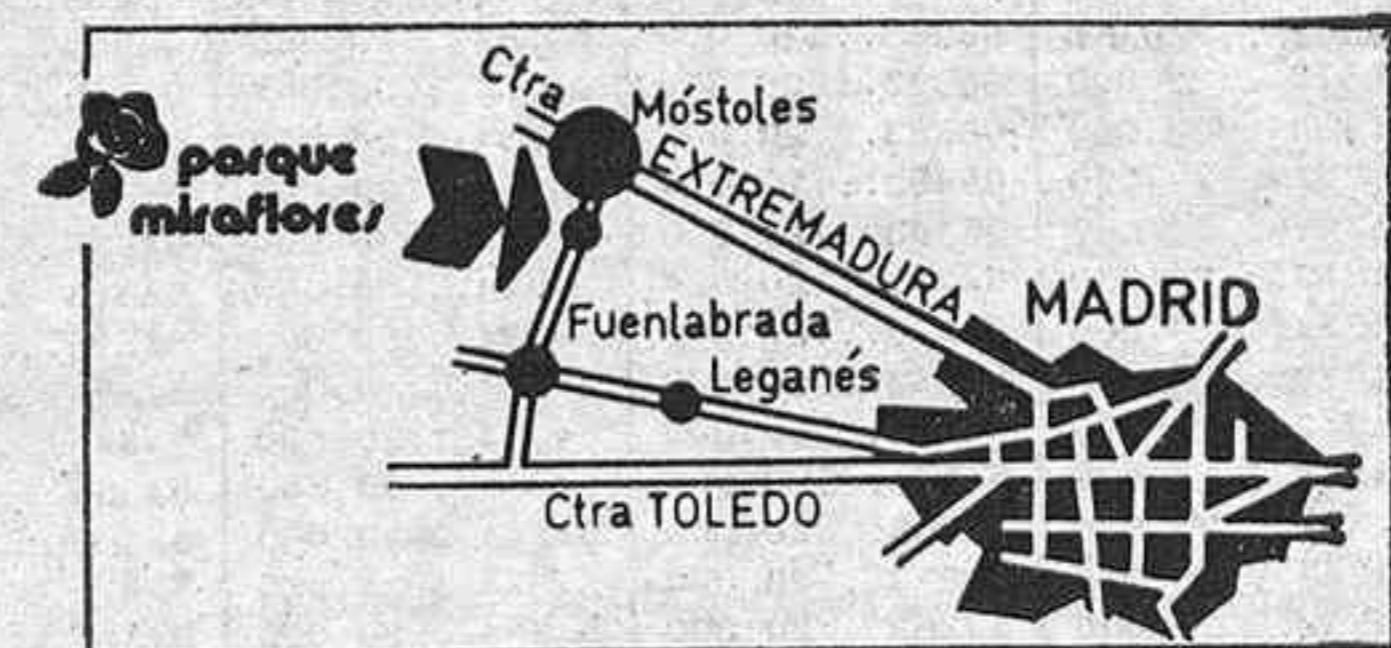 Ctra
Móstoles
EXTREMADURA
parque
miraflores
MADRID
Fuenlabrada
Leganés
Ctra TOLEDO